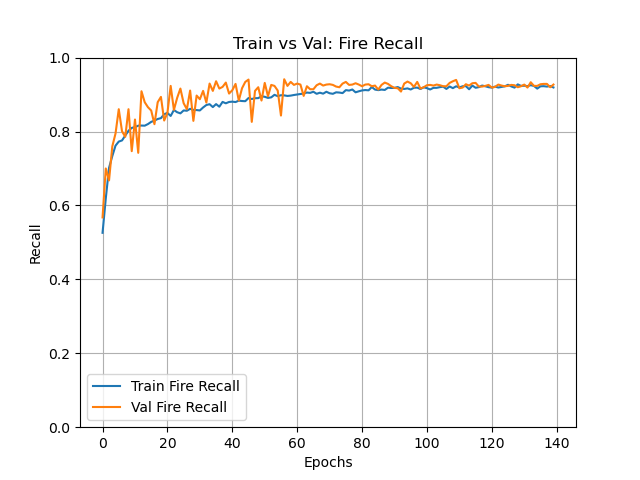 Train vs Val: Fire Recall
1.0
0.8
0.6
0.4
0.2
0.0
Recall
Train Fire Recall
Val Fire Recall
0 20 40 60 80 100 120 140
Epochs